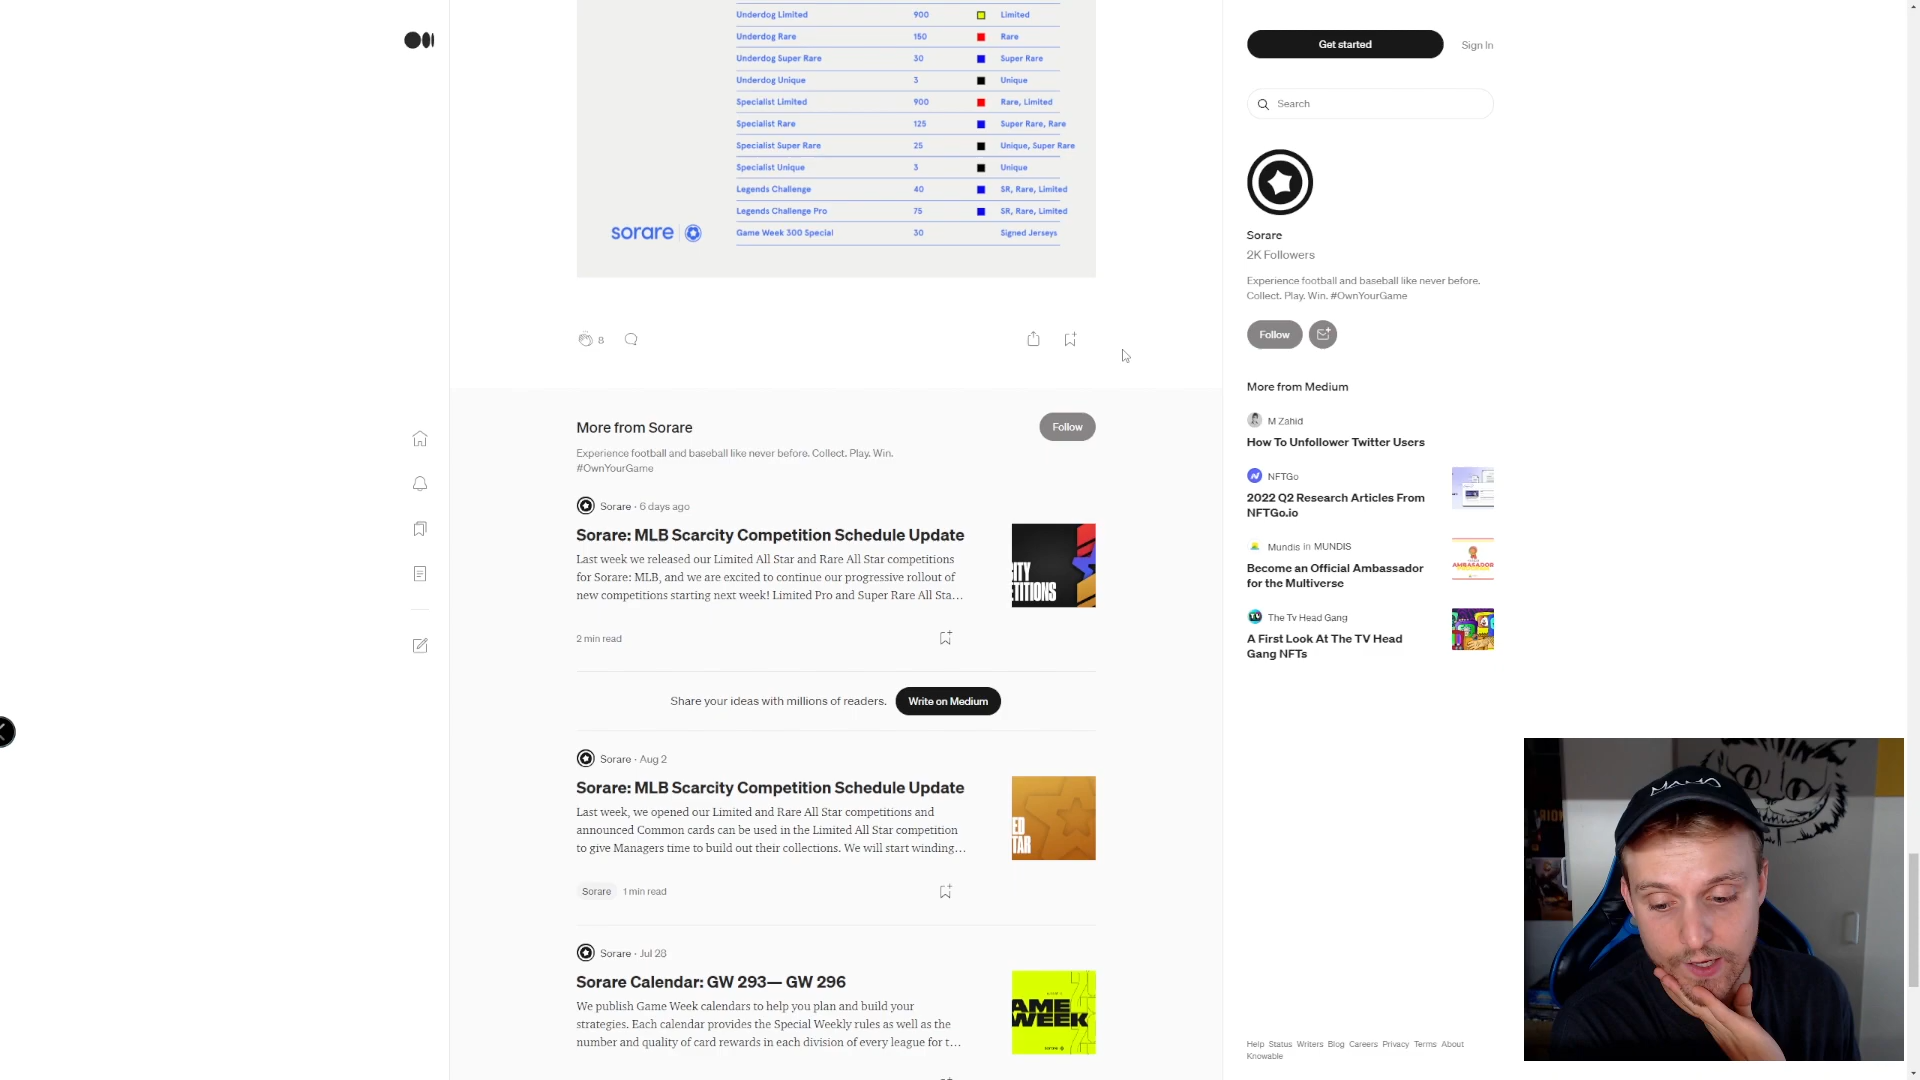 Underdog Limited 900 Limited
Underdog Rare 150 Rare
Underdog Super Rare 30 Super Rare
Underdog Unique 3 Unique
Specialist Limited 900 Rare, Limited
Specialist Rare 125 Super Rare, Rare
Specialist Super Rare 25 Unique, Super Rare
Specialist Unique 3 Unique
Legends Challenge 40 SR, Rare, Limited
Legends Challenge Pro 75 SR, Rare, Limited
Game Week 300 Special 30 Signed Jerseys
sorare
8
More from Sorare
Follow
Experience football and baseball like never before. Collect. Play. Win.
#OwnYourGame
Sorare · 6 days ago
Sorare: MLB Scarcity Competition Schedule Update
Last week we released our Limited All Star and Rare All Star competitions
for Sorare: MLB, and we are excited to continue our progressive rollout of
new competitions starting next week! Limited Pro and Super Rare All Sta…
ITY
ETITIONS
2 min read
Share your ideas with millions of readers.
Write on Medium
Sorare · Aug 2
Sorare: MLB Scarcity Competition Schedule Update
Last week, we opened our Limited and Rare All Star competitions and
announced Common cards can be used in the Limited All Star competition
to give Managers time to build out their collections. We will start winding…
ED
TAR
Sorare 1 min read
Sorare · Jul 28
Sorare Calendar: GW 293— GW 296
We publish Game Week calendars to help you plan and build your
strategies. Each calendar provides the Special Weekly rules as well as the
number and quality of card rewards in each division of every league for t…
AME
WEEK
Get started
Sign In
Search
Sorare
2K Followers
Experience football and baseball like never before.
Collect. Play. Win. #OwnYourGame
Follow
More from Medium
M Zahid
How To Unfollower Twitter Users
NFTGo
2022 Q2 Research Articles From
NFTGo.io
Mundis in MUNDIS
Become an Official Ambassador
for the Multiverse
AMBASADOR
The Tv Head Gang
A First Look At The TV Head
Gang NFTs
Help Status Writers Blog Careers Privacy Terms About
Knowable